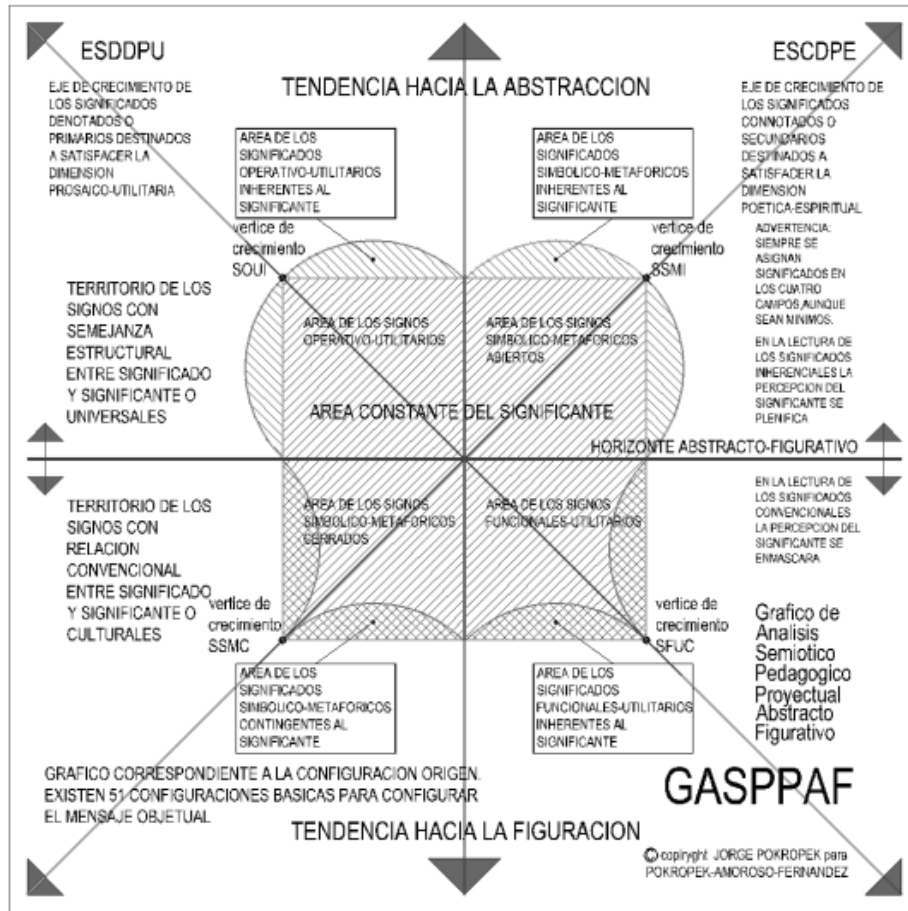 ESDDPU
ESCDPE
TENDENCIA HACIA LA ABSTRACCION
EJE DE CRECIMIENTO DE
LOS SIGNIFICADOS
DENOTADOS O
PRIMARIOS DESTINADOS
A SATISFACER LA
DIMENSION
PROSAICO-UTILITARIA
AREA DE LOS
SIGNIFICADOS
OPERATIVO-UTILITARIOS
INHERENTES AL
SIGNIFICANTE
AREA DE LOS
SIGNIFICADOS
SIMBOLICO-METAFORICOS
INHERENTES AL
SIGNIFICANTE
EJE DE CRECIMIENTO DE
LOS SIGNIFICADOS
CONNOTADOS O
SECUNDARIOS
DESTINADOS A
SATISFACER LA
DIMENSION
POETICA-ESPIRITUAL
vertice de
crecimiento
SOUI
vertice de
crecimiento
SSMI
ADVERTENCIA:
SIEMPRE SE
ASIGNAN
SIGNIFICADOS EN
LOS CUATRO
CAMPOS,AUNQUE
SEAN MINIMOS.
TERRITORIO DE LOS
SIGNOS CON
SEMEJANZA
ESTRUCTURAL
ENTRE SIGNIFICADO
Y SIGNIFICANTE O
UNIVERSALES
AREA DE LOS SIGNOS
OPERATIVO-UTILITARIOS
AREA DE LOS SIGNOS
SIMBOLICO-METAFORICOS
ABIERTOS
EN LA LECTURA DE
LOS SIGNIFICADOS
INHERENCIALES LA
PERCEPCION DEL
SIGNIFICANTE SE
PLENIFICA
AREA CONSTANTE DEL SIGNIFICANTE
HORIZONTE ABSTRACTO-FIGURATIVO
TERRITORIO DE LOS
SIGNOS CON
RELACION
CONVENCIONAL
ENTRE SIGNIFICADO
Y SIGNIFICANTE O
CULTURALES
AREA DE LOS SIGNOS
SIMBOLICO-METAFORICOS
CERRADOS
AREA DE LOS SIGNOS
FUNCIONALES-UTILITARIOS
EN LA LECTURA DE
LOS SIGNIFICADOS
CONVENCIONALES
LA PERCEPCION DEL
SIGNIFICANTE SE
ENMASCARA
vertice de
crecimiento
SSMC
vertice de
crecimiento
SFUC
AREA DE LOS
SIGNIFICADOS
SIMBOLICO-METAFORICOS
CONTINGENTES AL
SIGNIFICANTE
AREA DE LOS
SIGNIFICADOS
FUNCIONALES-UTILITARIOS
INHERENTES AL
SIGNIFICANTE
Grafico de
Analisis
Semiotico
Pedagogico
Proyectual
Abstracto
Figurativo
GRAFICO CORRESPONDIENTE A LA CONFIGURACION ORIGEN.
EXISTEN 51 CONFIGURACIONES BASICAS PARA CONFIGURAR
EL MENSAJE OBJETUAL
GASPPAF
TENDENCIA HACIA LA FIGURACION
© copiryght JORGE POKROPEK para
POKROPEK-AMOROSO-FERNANDEZ